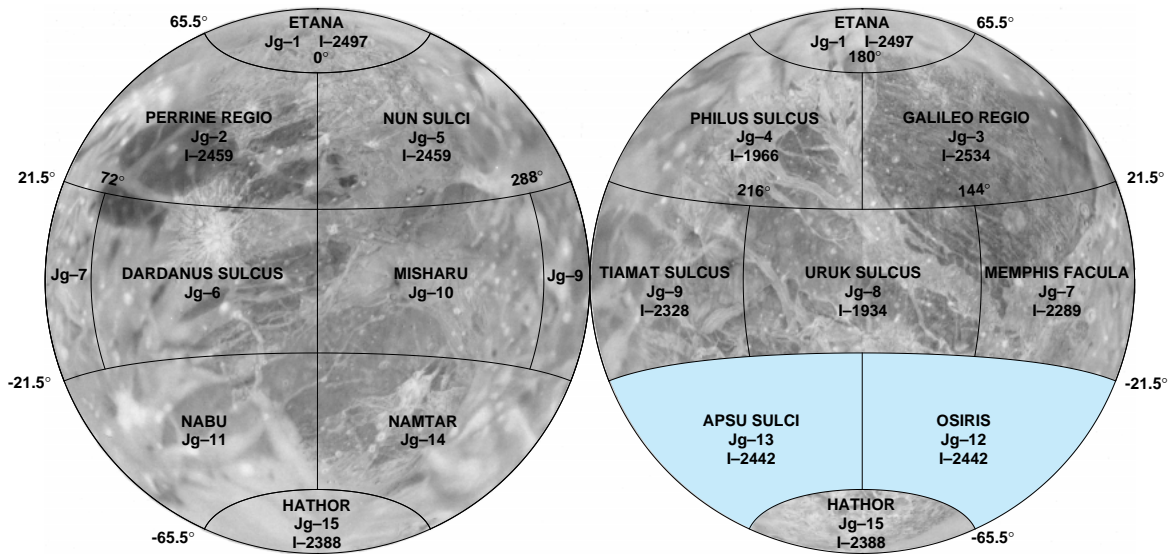 65.5°
ETANA
Jg–1 I–2497
0°
PERRINE REGIO
Jg–2
I–2459
NUN SULCI
Jg–5
I–2459
21.5°
72°
288°
Jg–7
DARDANUS SULCUS
Jg–6
MISHARU
Jg–10
Jg–9
-21.5°
NABU
Jg–11
NAMTAR
Jg–14
HATHOR
Jg–15
I–2388
-65.5°
ETANA
Jg–1 I–2497
180°
65.5°
PHILUS SULCUS
Jg–4
I–1966
GALILEO REGIO
Jg–3
I–2534
21.5°
216°
144°
TIAMAT SULCUS
Jg–9
I–2328
URUK SULCUS
Jg–8
I–1934
MEMPHIS FACULA
Jg–7
I–2289
-21.5°
APSU SULCI
Jg–13
I–2442
OSIRIS
Jg–12
I–2442
HATHOR
Jg–15
I–2388
-65.5°